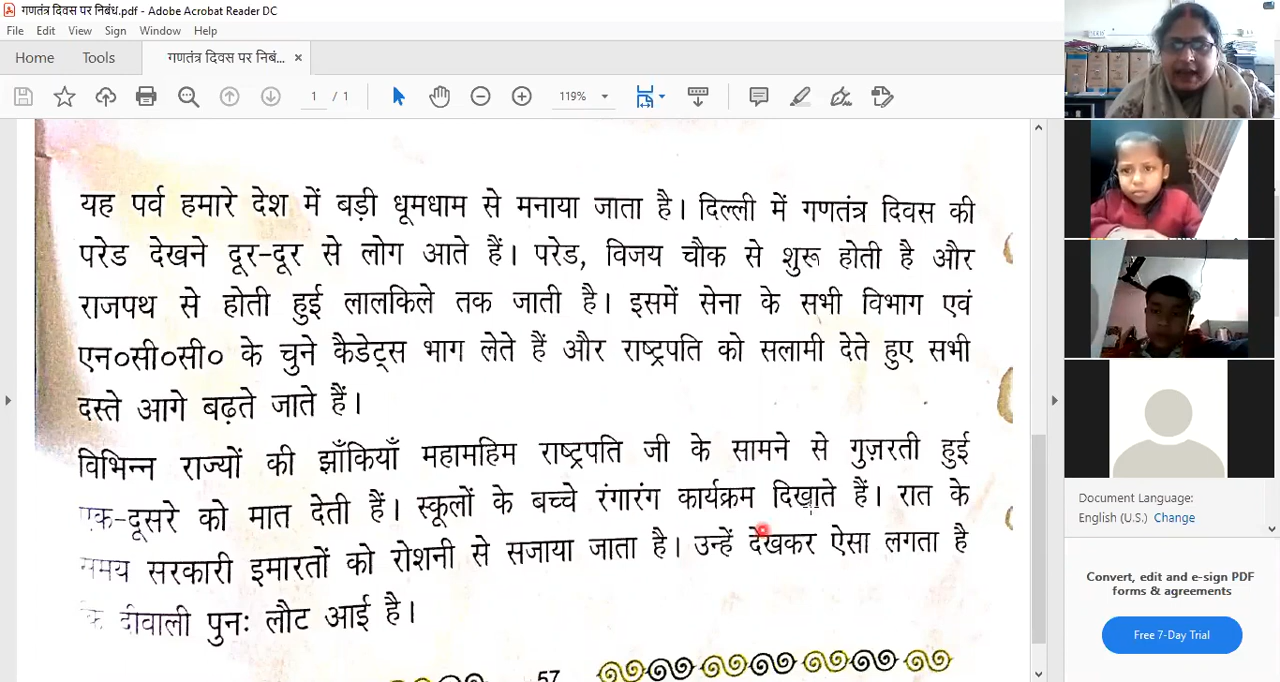 गणतंत्र दिवस पर निबंध.pdf - Adobe Acrobat Reader DC
File Edit View Sign Window Help
Home Tools गणतंत्र दिवस पर निबं... ×
1 / 1 119%
यह पर्व हमारे देश में बड़ी धूमधाम से मनाया जाता है। दिल्ली में गणतंत्र दिवस की
परेड देखने दूर-दूर से लोग आते हैं। परेड, विजय चौक से शुरू होती है और
राजपथ से होती हुई लालकिले तक जाती है। इसमें सेना के सभी विभाग एवं
एन०सी०सी० के चुने कैडेट्स भाग लेते हैं और राष्ट्रपति को सलामी देते हुए सभी
दस्ते आगे बढ़ते जाते हैं।
विभिन्न राज्यों की झाँकियाँ महामहिम राष्ट्रपति जी के सामने से गुज़रती हुई
एक-दूसरे को मात देती हैं। स्कूलों के बच्चे रंगारंग कार्यक्रम दिखाते हैं। रात के
समय सरकारी इमारतों को रोशनी से सजाया जाता है। उन्हें देखकर ऐसा लगता है
दीवाली पुनः लौट आई है।
57
Document Language:
English (U.S.) Change
Convert, edit and e-sign PDF
forms & agreements
Free 7-Day Trial